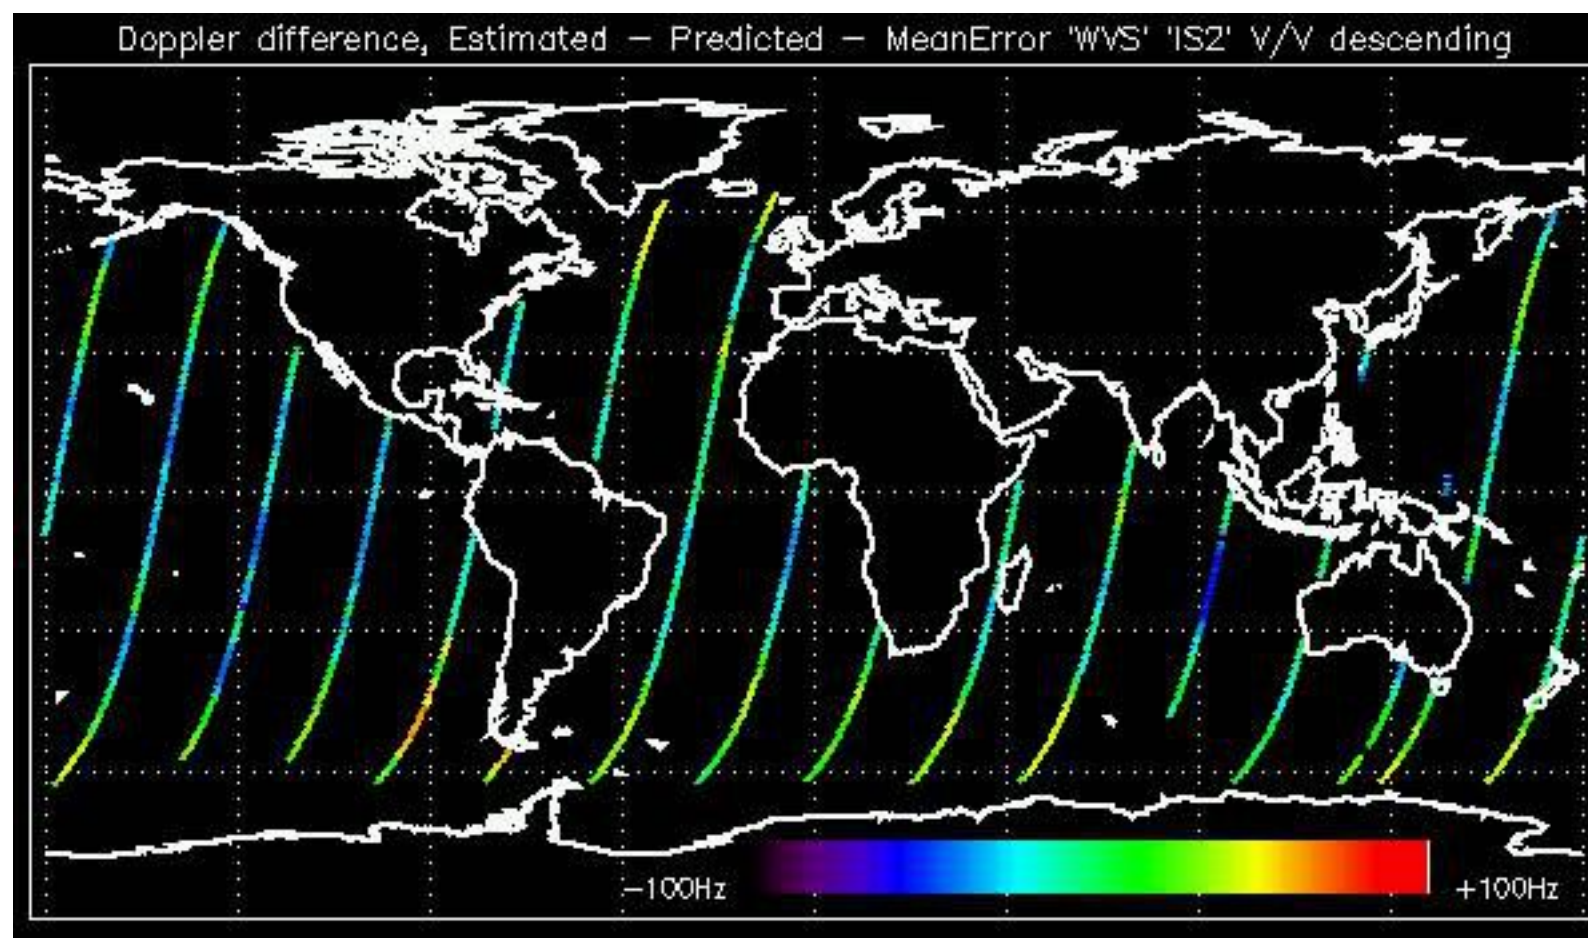 Doppler difference, Estimated – Predicted – MeanError 'WVS' 'IS2' V/V descending
–100Hz +100Hz